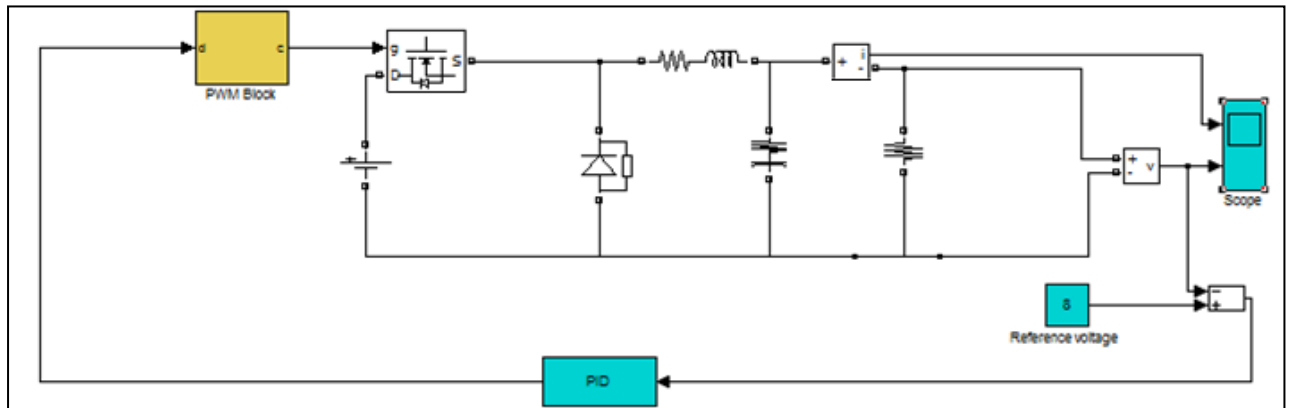 d
c
PWM Block
g
D
S
+
+
-
i
+
-
v
Scope
8
Reference voltage
-
+
PID